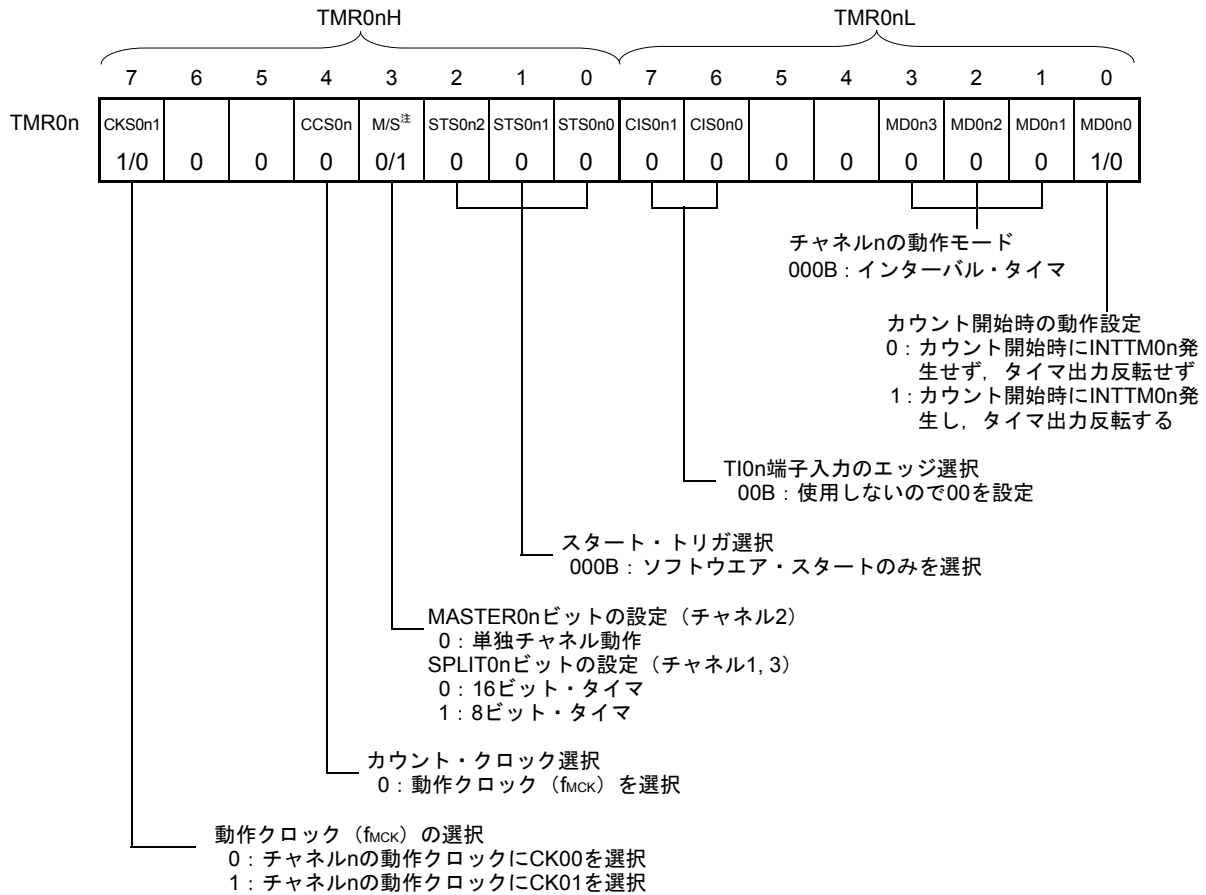 TMR0nH TMR0nL
7 6 5 4 3 2 1 0 7 6 5 4 3 2 1 0
TMR0n CKS0n1 CCS0n M/S注 STS0n2 STS0n1 STS0n0 CIS0n1 CIS0n0 MD0n3 MD0n2 MD0n1 MD0n0
1/0 0 0 0 0/1 0 0 0 0 0 0 0 0 0 0 1/0
チャネルnの動作モード
000B：インターバル・タイマ
カウント開始時の動作設定
0：カウント開始時にINTTM0n発
生せず，タイマ出力反転せず
1：カウント開始時にINTTM0n発
生し，タイマ出力反転する
TI0n端子入力のエッジ選択
00B：使用しないので00を設定
スタート・トリガ選択
000B：ソフトウエア・スタートのみを選択
MASTER0nビットの設定（チャネル2）
0：単独チャネル動作
SPLIT0nビットの設定（チャネル1, 3）
0：16ビット・タイマ
1：8ビット・タイマ
カウント・クロック選択
0：動作クロック（fMCK）を選択
動作クロック（fMCK）の選択
0：チャネルnの動作クロックにCK00を選択
1：チャネルnの動作クロックにCK01を選択